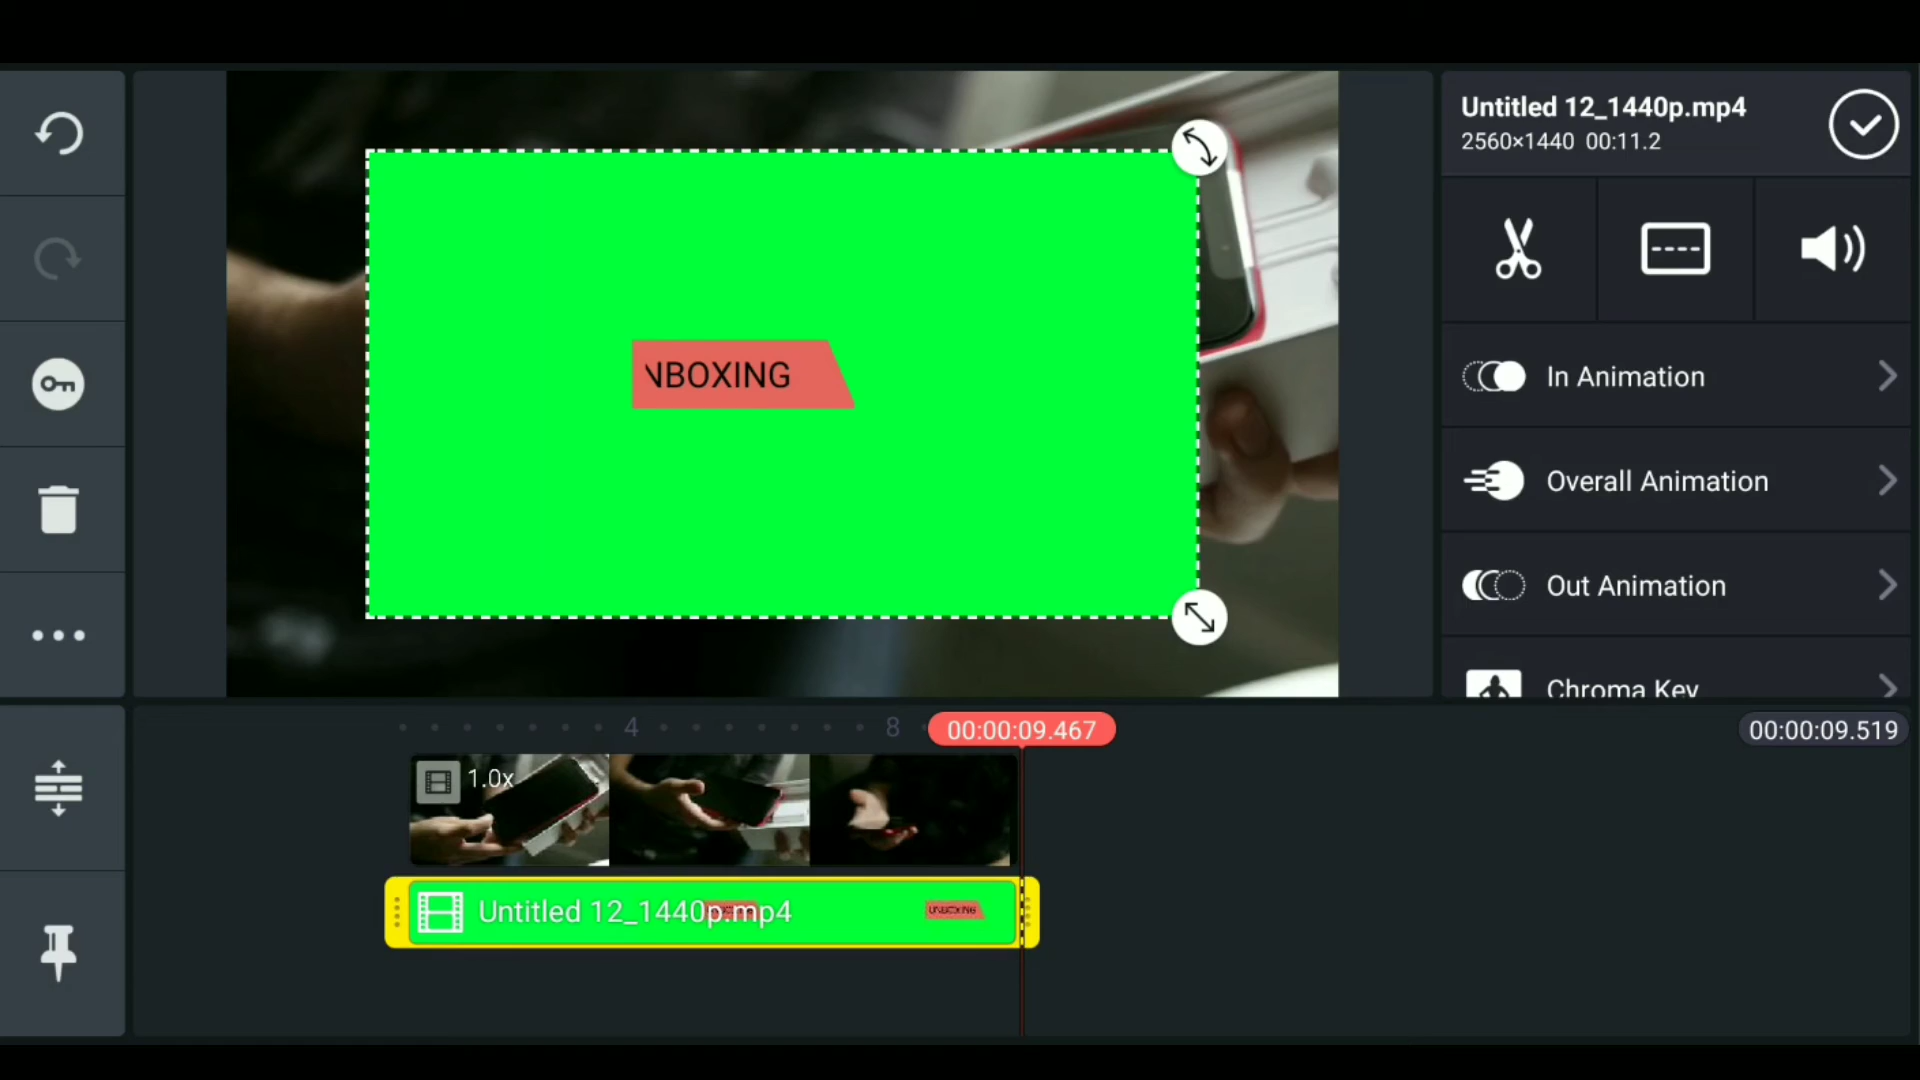 Untitled 12_1440p.mp4
2560×1440 00:11.2
NBOXING
In Animation
Overall Animation
Out Animation
Chroma Key
4
8
00:00:09.467
00:00:09.519
1.0x
Untitled 12_1440p.mp4
UNBOXING